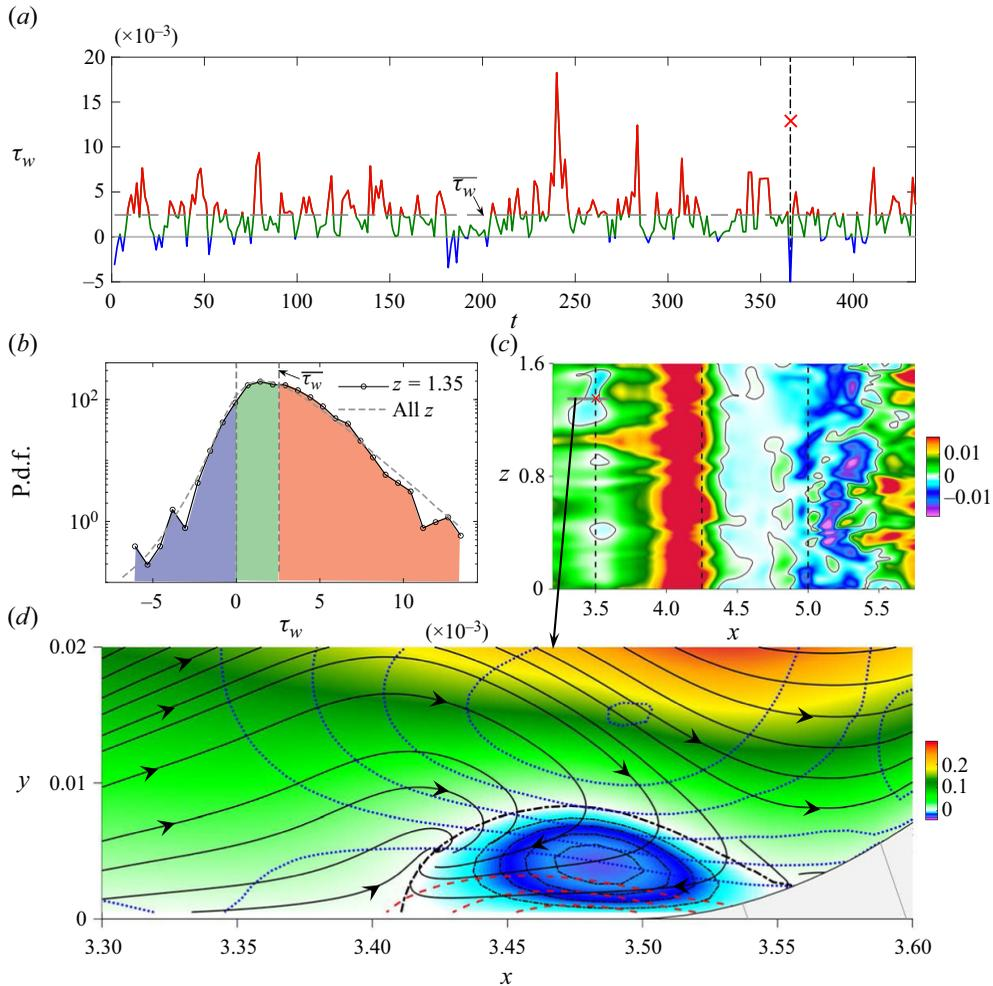 (a)
(×10⁻³)
20
15
10
5
0
–5
τw
τw
0 50 100 150 200 250 300 350 400
t
(b)
10²
10⁰
P.d.f.
τw
z = 1.35
All z
–5 0 5 10
τw
(×10⁻³)
(c)
1.6
z 0.8
0
3.5 4.0 4.5 5.0 5.5
x
0.01
0
–0.01
(d)
0.02
y 0.01
0
3.30 3.35 3.40 3.45 3.50 3.55 3.60
x
0.2
0.1
0